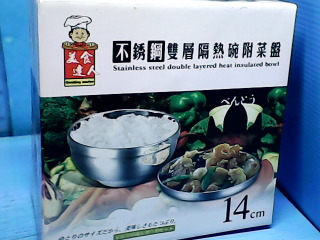 美食達人
不銹鋼雙層隔熱碗附菜盤
Stainless steel double layered heat insulated bowl
べんとう
14cm